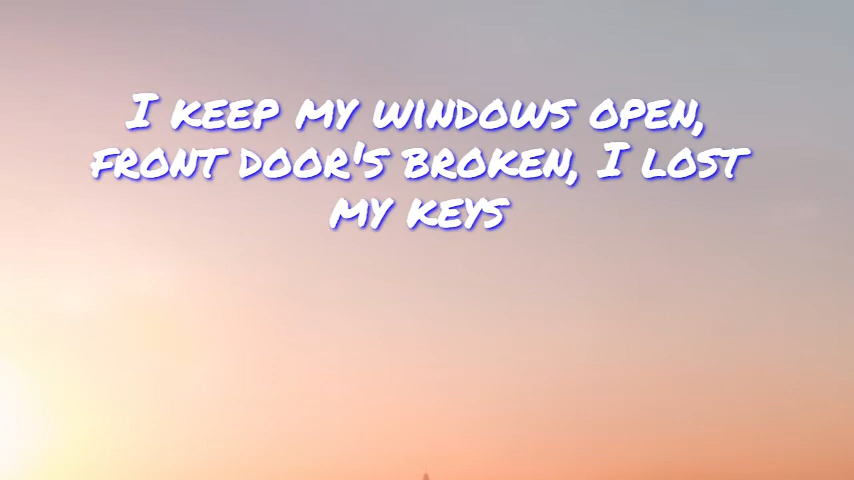 I KEEP MY WINDOWS OPEN,
FRONT DOOR'S BROKEN, I LOST
MY KEYS